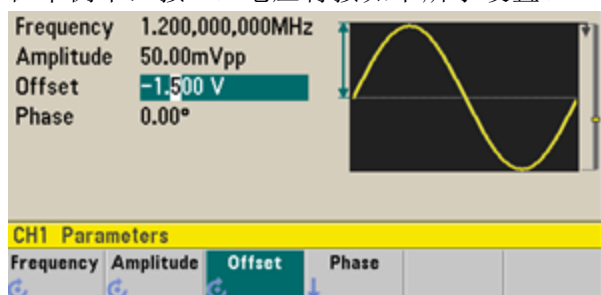 Frequency 1.200,000,000MHz
Amplitude 50.00mVpp
Offset -1.500 V
Phase 0.00°
CH1 Parameters
Frequency Amplitude Offset Phase